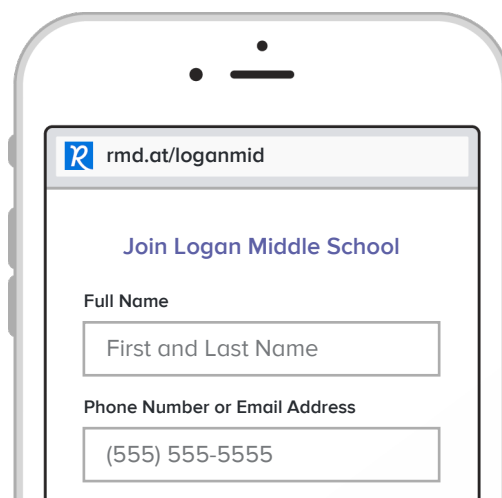 R rmd.at/loganmid
Join Logan Middle School
Full Name
First and Last Name
Phone Number or Email Address
(555) 555-5555